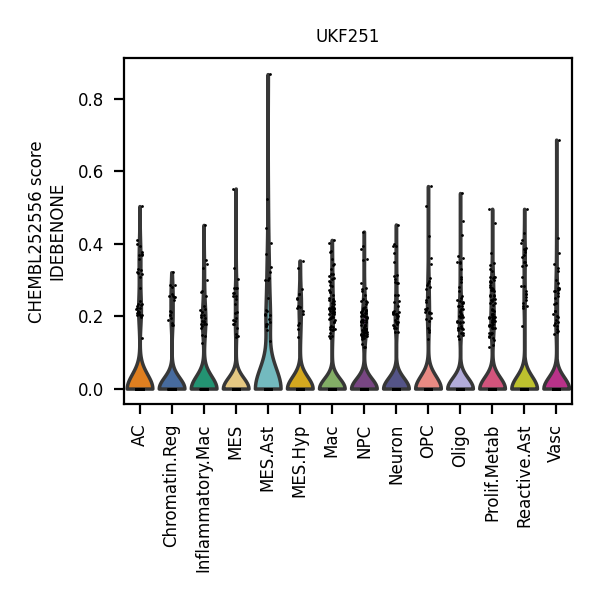 UKF251
CHEMBL252556 score
IDEBENONE
0.8
0.6
0.4
0.2
0.0
AC
Chromatin.Reg
Inflammatory.Mac
MES
MES.Ast
MES.Hyp
Mac
NPC
Neuron
OPC
Oligo
Prolif.Metab
Reactive.Ast
Vasc